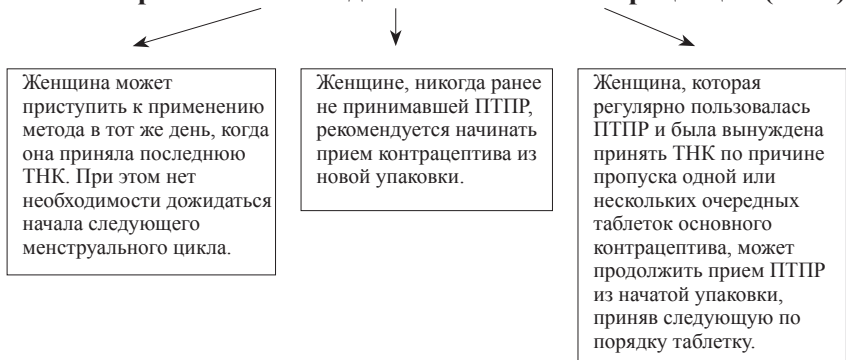 Женщина может
приступить к применению
метода в тот же день, когда
она приняла последнюю
ТНК. При этом нет
необходимости дожидаться
начала следующего
менструального цикла.
Женщине, никогда ранее
не принимавшей ПТПР,
рекомендуется начинать
прием контрацептива из
новой упаковки.
Женщина, которая
регулярно пользовалась
ПТПР и была вынуждена
принять ТНК по причине
пропуска одной или
нескольких очередных
таблеток основного
контрацептива, может
продолжить прием ПТПР
из начатой упаковки,
приняв следующую по
порядку таблетку.